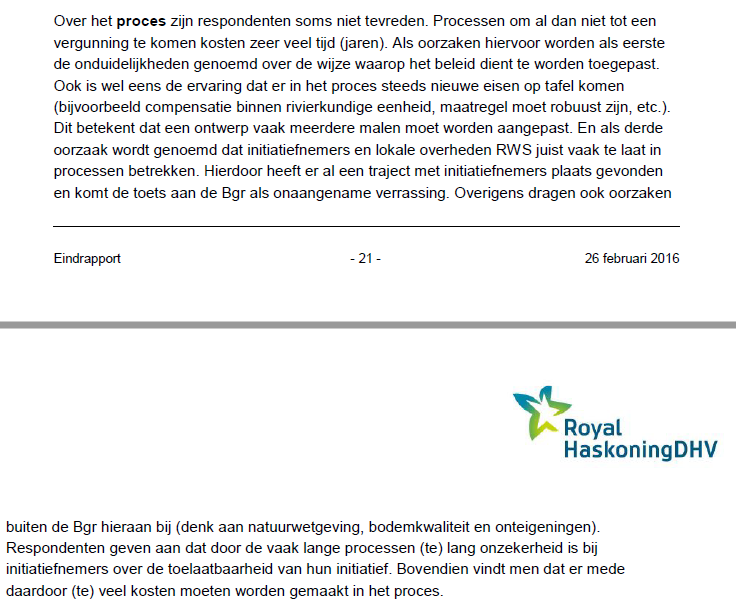 Over het proces zijn respondenten soms niet tevreden. Processen om al dan niet tot een
vergunning te komen kosten zeer veel tijd (jaren). Als oorzaken hiervoor worden als eerste
de onduidelijkheden genoemd over de wijze waarop het beleid dient te worden toegepast.
Ook is wel eens de ervaring dat er in het proces steeds nieuwe eisen op tafel komen
(bijvoorbeeld compensatie binnen rivierkundige eenheid, maatregel moet robuust zijn, etc.).
Dit betekent dat een ontwerp vaak meerdere malen moet worden aangepast. En als derde
oorzaak wordt genoemd dat initiatiefnemers en lokale overheden RWS juist vaak te laat in
processen betrekken. Hierdoor heeft er al een traject met initiatiefnemers plaats gevonden
en komt de toets aan de Bgr als onaangename verrassing. Overigens dragen ook oorzaken
Eindrapport - 21 - 26 februari 2016
Royal
HaskoningDHV
buiten de Bgr hieraan bij (denk aan natuurwetgeving, bodemkwaliteit en onteigeningen).
Respondenten geven aan dat door de vaak lange processen (te) lang onzekerheid is bij
initiatiefnemers over de toelaatbaarheid van hun initiatief. Bovendien vindt men dat er mede
daardoor (te) veel kosten moeten worden gemaakt in het proces.